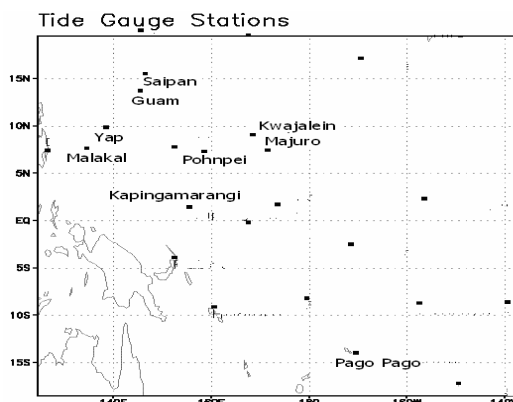 Tide Gauge Stations
15N
Saipan
Guam
10N
Yap
Kwajalein
Majuro
Malakal
Pohnpei
5N
Kapingamarangi
EQ
5S
10S
15S
Pago Pago